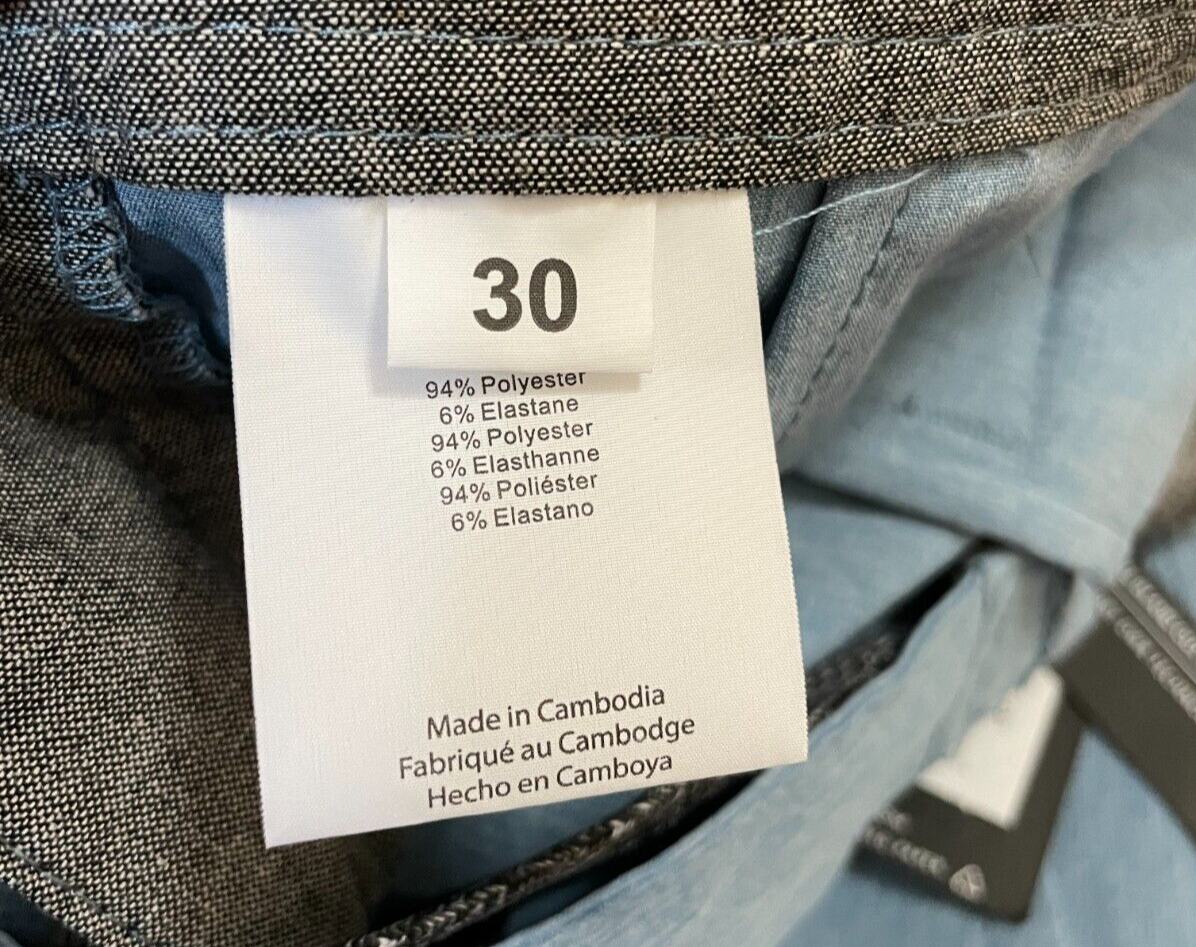 30
94% Polyester
6% Elastane
94% Polyester
6% Elasthanne
94% Poliéster
6% Elastano
Made in Cambodia
Fabriqué au Cambodge
Hecho en Camboya